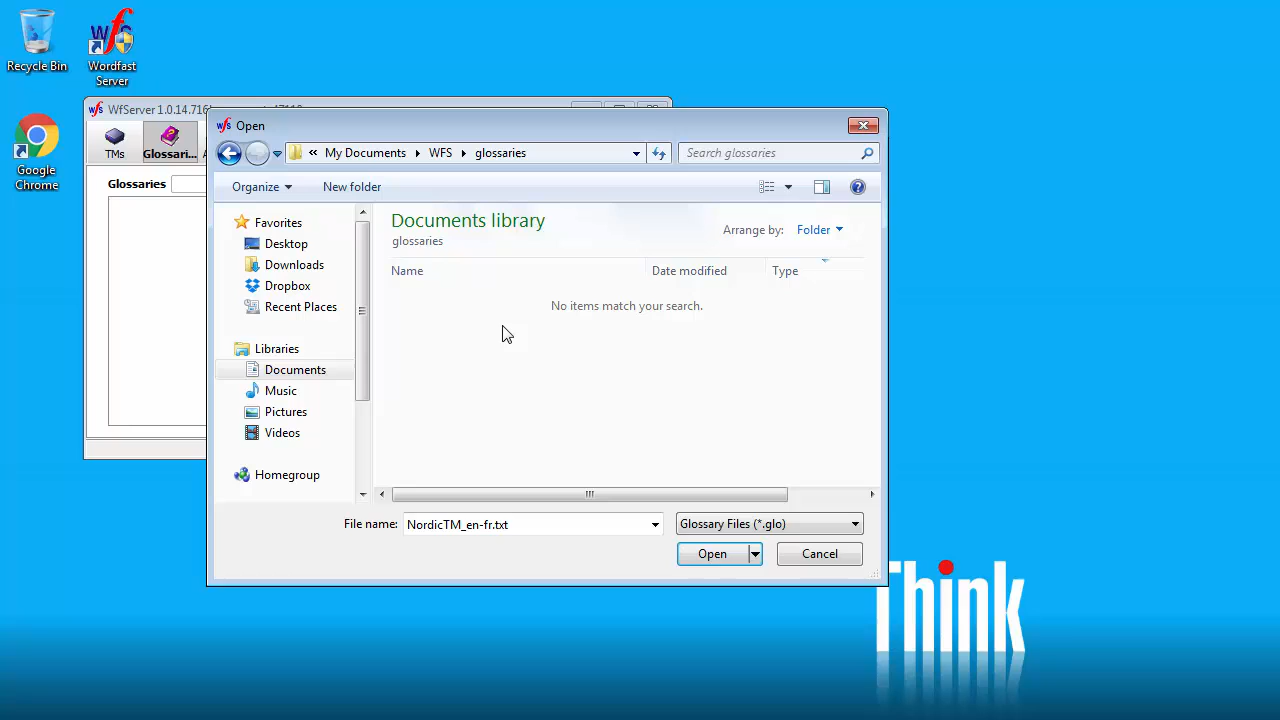 Recycle Bin
Wordfast
Server
Google
Chrome
WfServer 1.0.14.716
TMs
Glossari...
Glossaries
Open
« My Documents WFS glossaries
Search glossaries
Organize
New folder
Favorites
Desktop
Downloads
Dropbox
Recent Places
Libraries
Documents
Music
Pictures
Videos
Homegroup
Documents library
glossaries
Arrange by: Folder
Name Date modified Type
No items match your search.
File name: NordicTM_en-fr.txt
Glossary Files (*.glo)
Open Cancel
Think